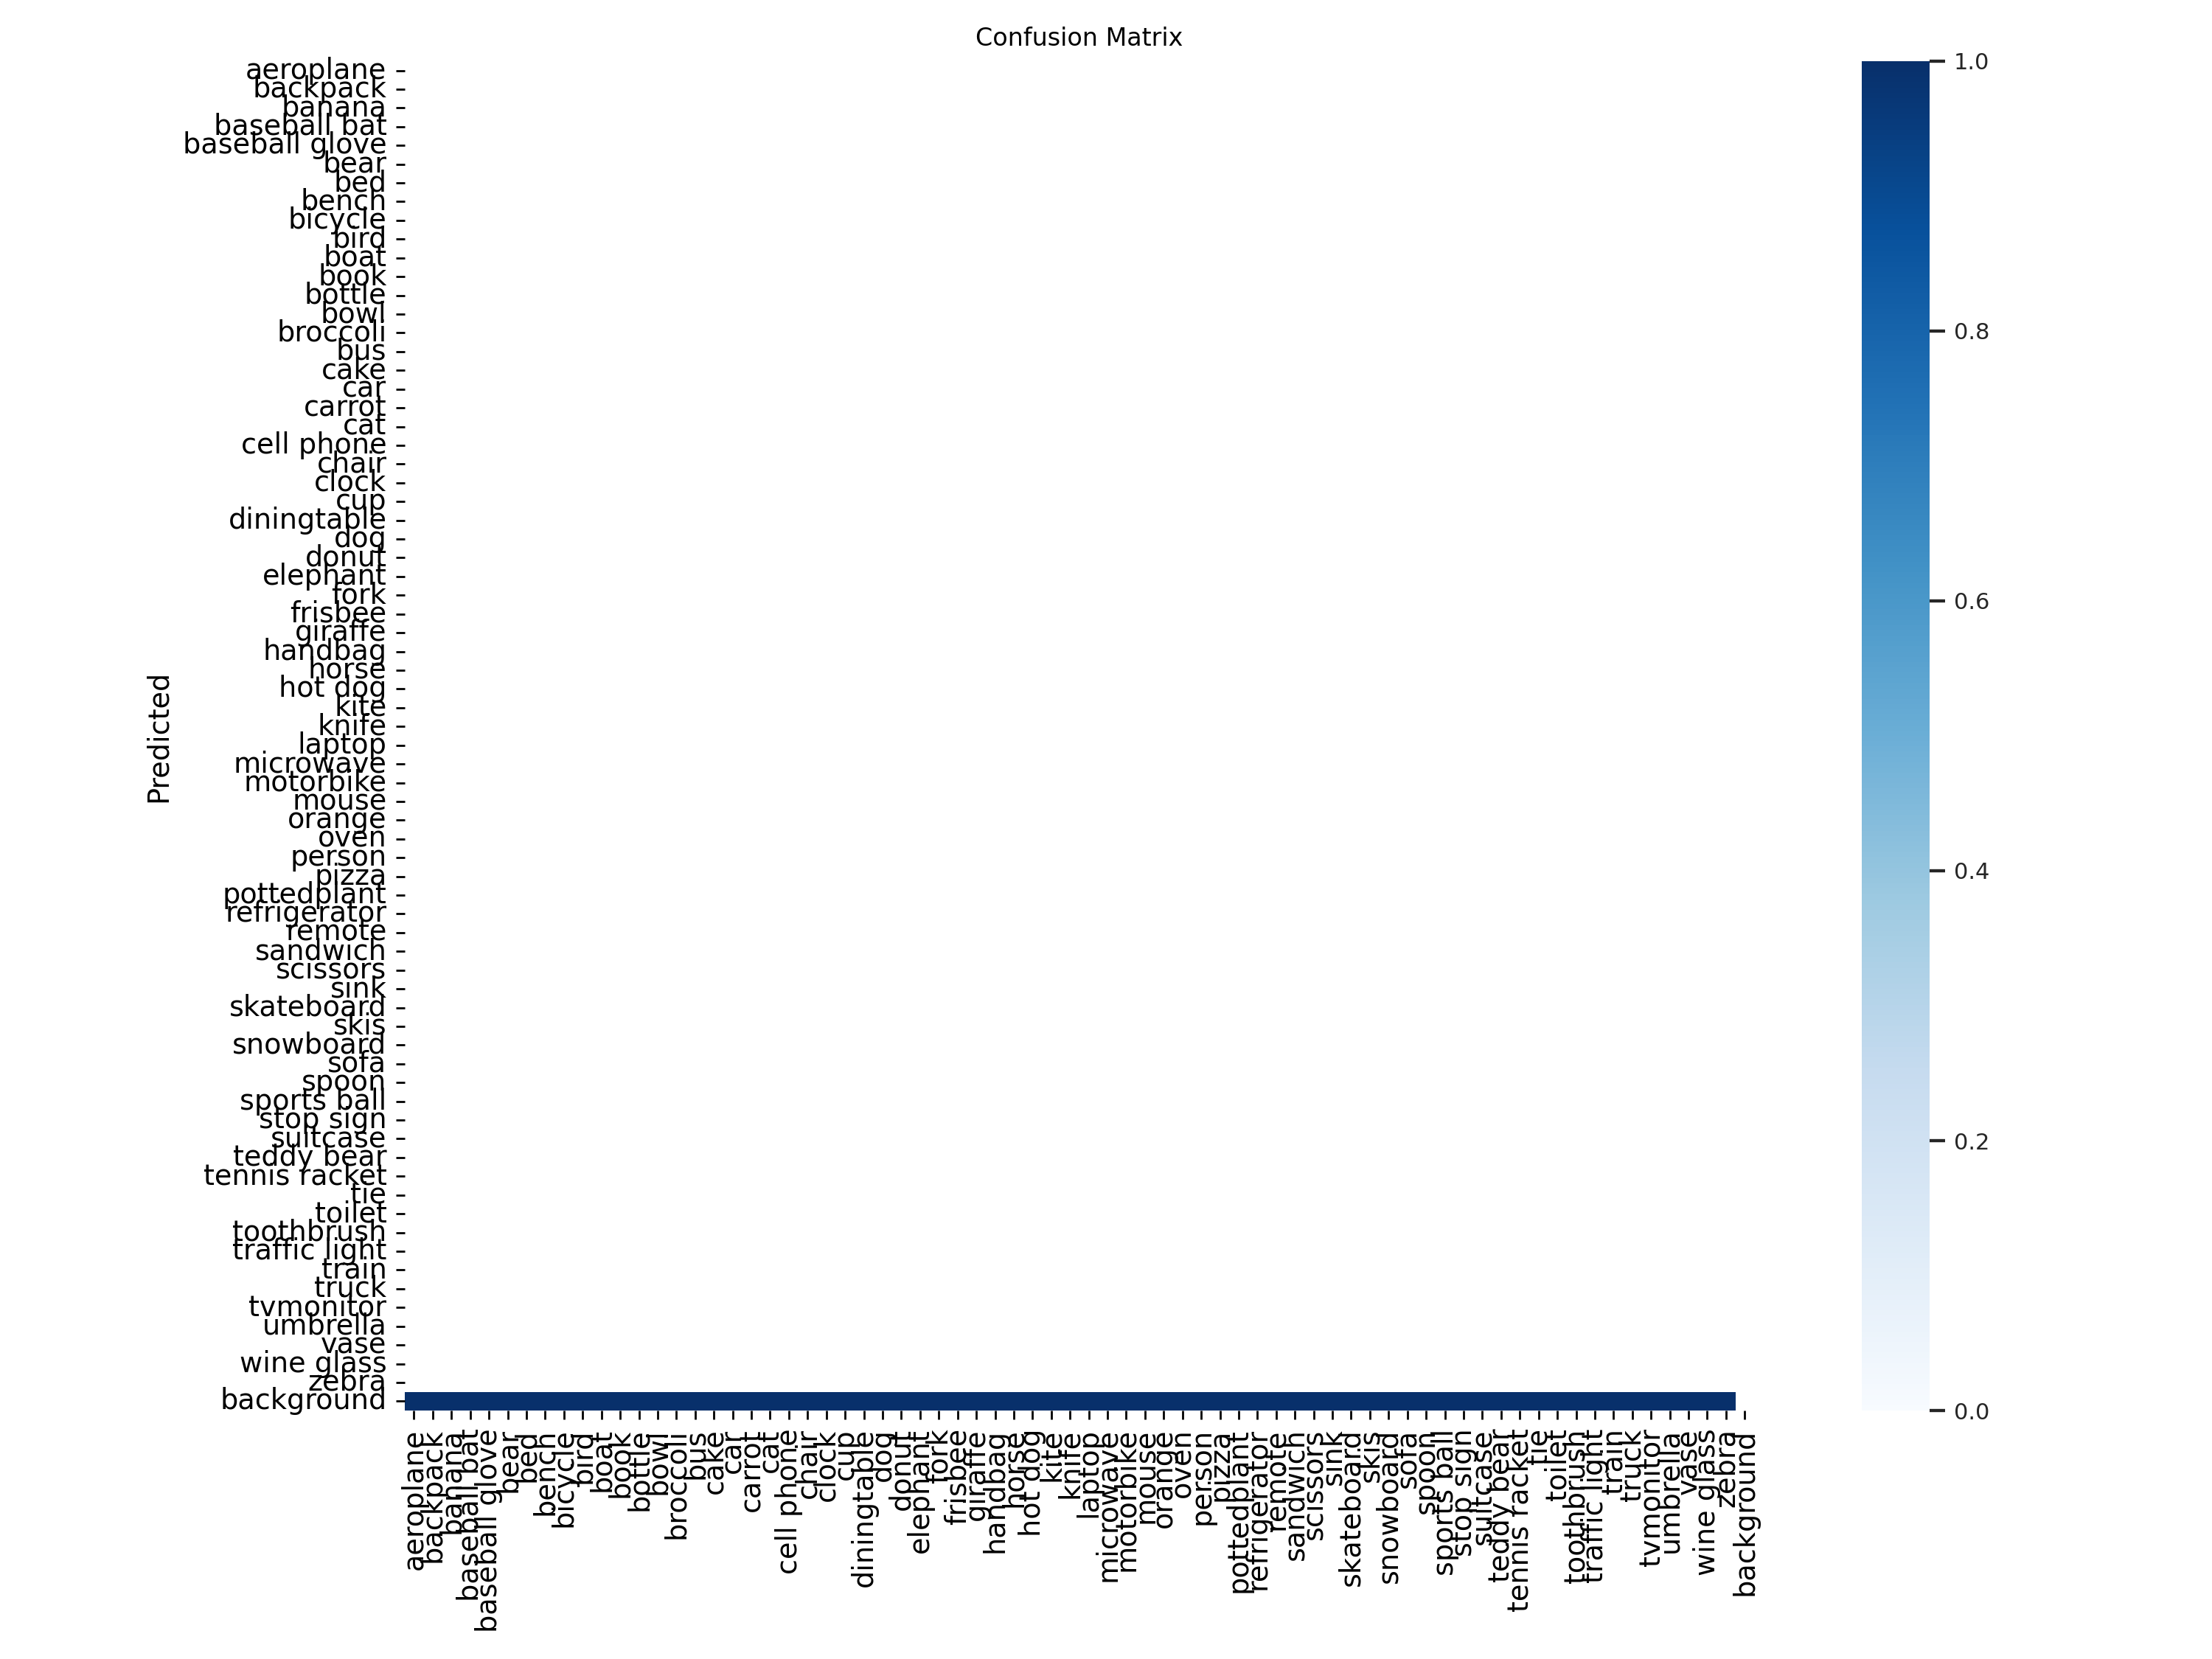 Confusion Matrix
aeroplane
backpack
banana
baseball bat
baseball glove
bear
bed
bench
bicycle
bird
boat
book
bottle
bowl
broccoli
bus
cake
car
carrot
cat
cell phone
chair
clock
cup
diningtable
dog
donut
elephant
fork
frisbee
giraffe
handbag
horse
hot dog
kite
knife
laptop
microwave
motorbike
mouse
orange
oven
person
pizza
pottedplant
refrigerator
remote
sandwich
scissors
sink
skateboard
skis
snowboard
sofa
spoon
sports ball
stop sign
suitcase
teddy bear
tennis racket
tie
toilet
toothbrush
traffic light
train
truck
tvmonitor
umbrella
vase
wine glass
zebra
background
Predicted
aeroplane
backpack
banana
baseball bat
baseball glove
bear
bed
bench
bicycle
bird
boat
book
bottle
bowl
broccoli
bus
cake
car
carrot
cat
cell phone
chair
clock
cup
diningtable
dog
donut
elephant
fork
frisbee
giraffe
handbag
horse
hot dog
kite
knife
laptop
microwave
motorbike
mouse
orange
oven
person
pizza
pottedplant
refrigerator
remote
sandwich
scissors
sink
skateboard
skis
snowboard
sofa
spoon
sports ball
stop sign
suitcase
teddy bear
tennis racket
tie
toilet
toothbrush
traffic light
train
truck
tvmonitor
umbrella
vase
wine glass
zebra
background
1.0
0.8
0.6
0.4
0.2
0.0